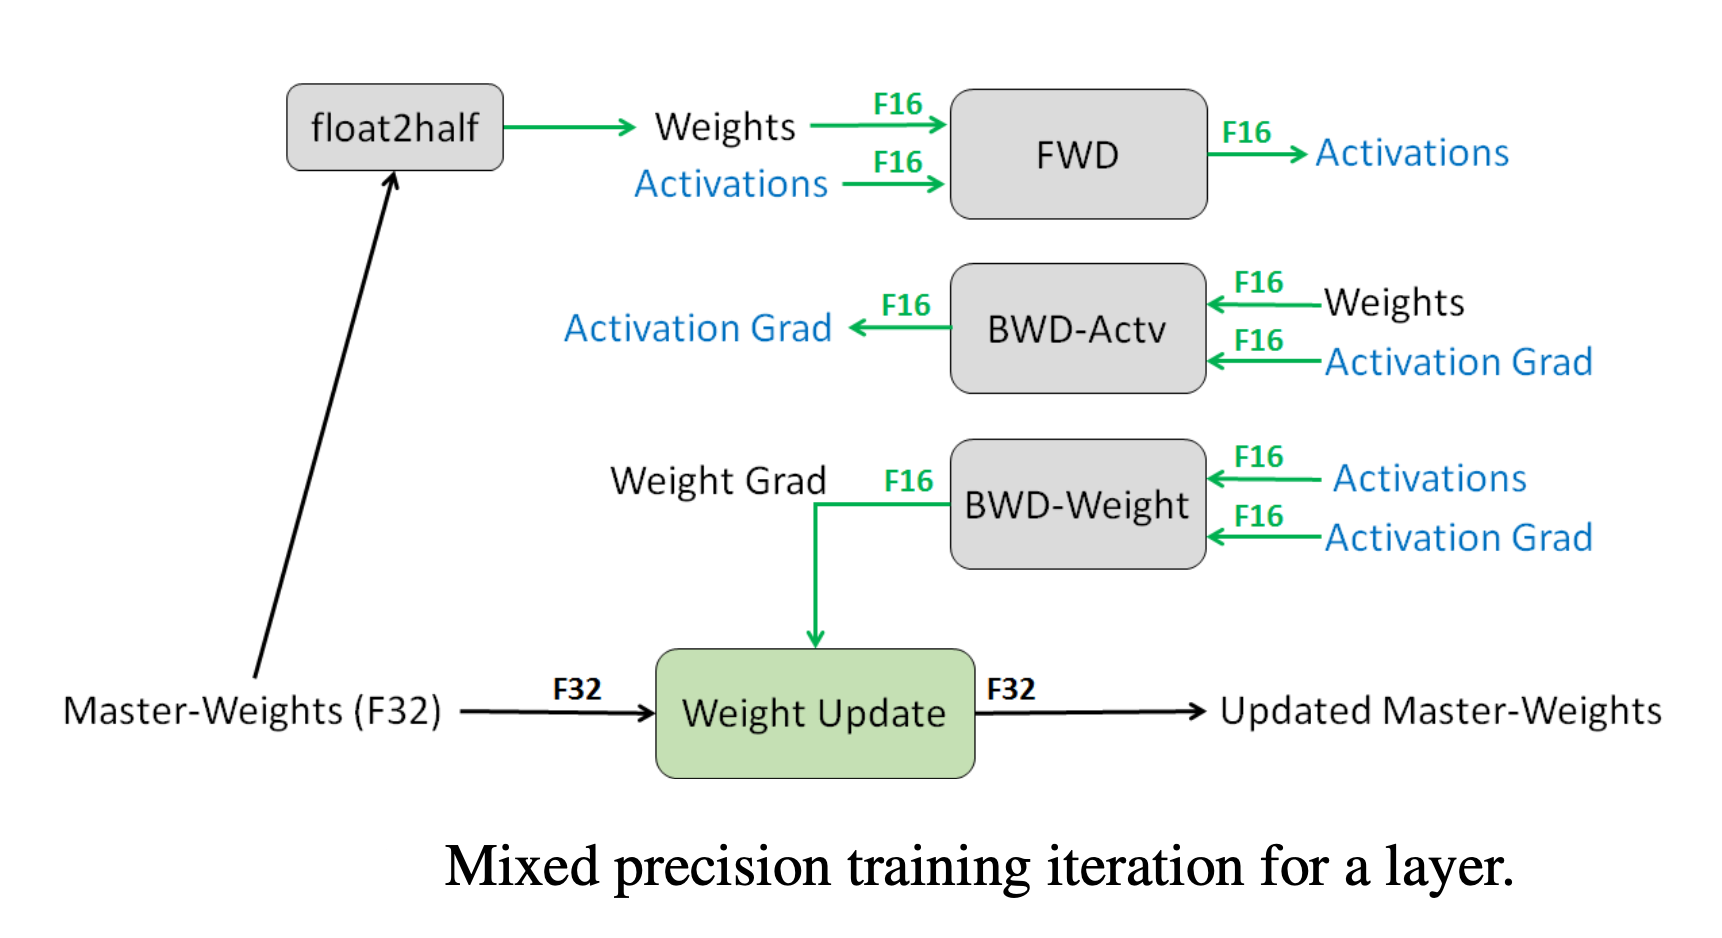 float2half
Weights
F16
Activations
F16
FWD
F16
Activations
Activation Grad
F16
BWD-Actv
F16
Weights
F16
Activation Grad
Weight Grad
F16
BWD-Weight
F16
Activations
F16
Activation Grad
Master-Weights (F32)
F32
Weight Update
F32
Updated Master-Weights
Mixed precision training iteration for a layer.